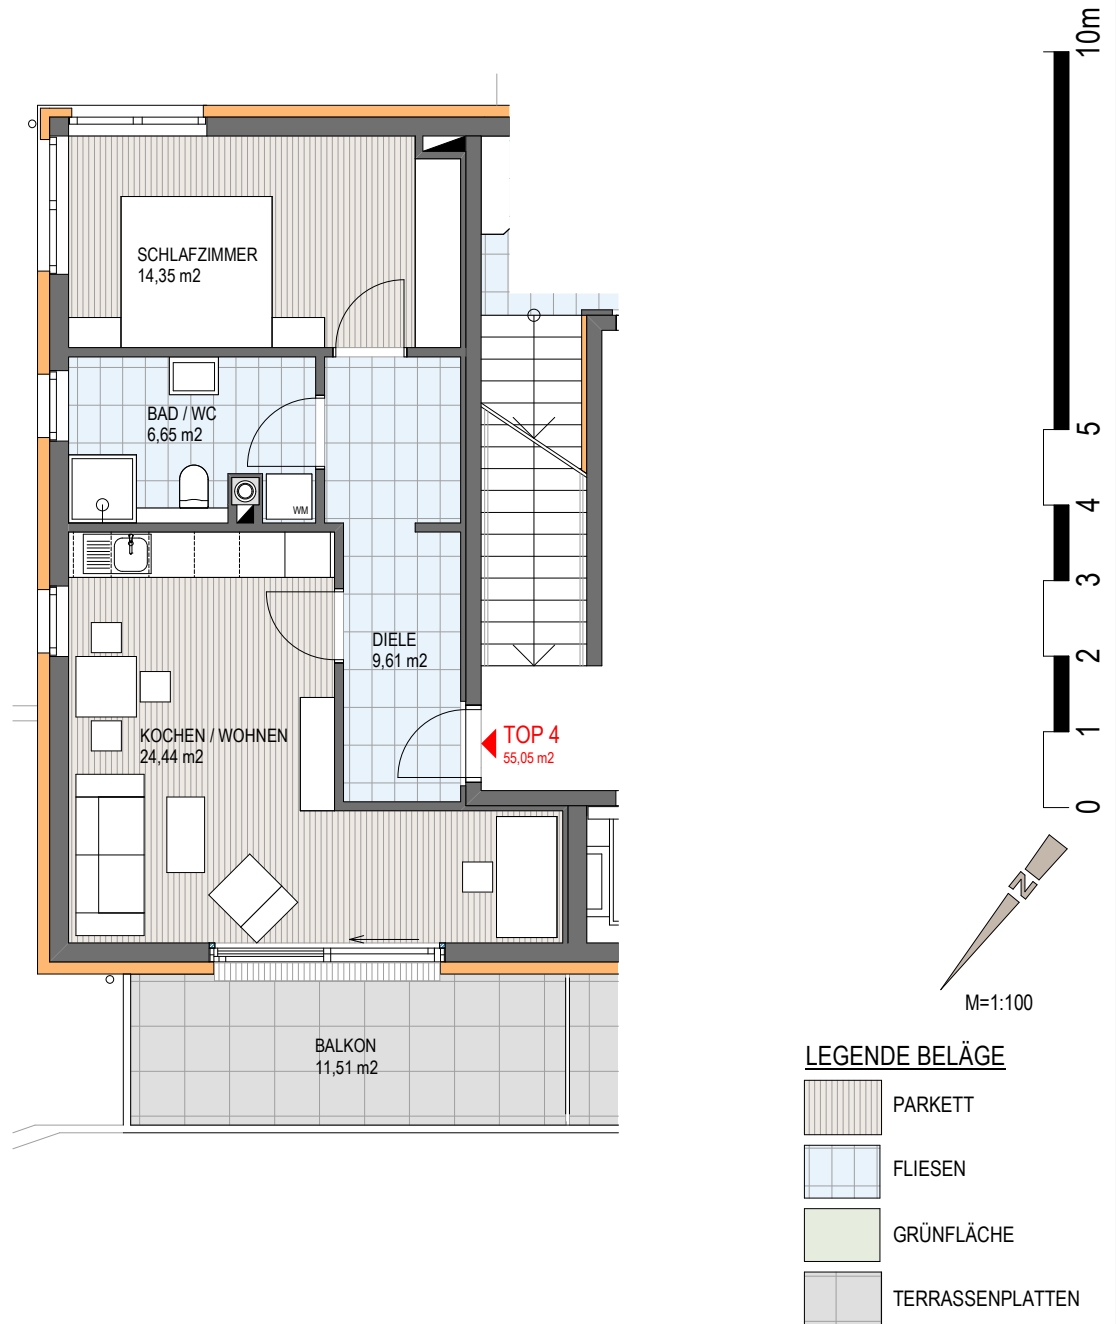 SCHLAFZIMMER
14,35 m2
BAD / WC
6,65 m2
WM
DIELE
9,61 m2
KOCHEN / WOHNEN
24,44 m2
TOP 4
55,05 m2
BALKON
11,51 m2
10m
5
4
3
2
1
0
N
M=1:100
LEGENDE BELÄGE
PARKETT
FLIESEN
GRÜNFLÄCHE
TERRASSENPLATTEN